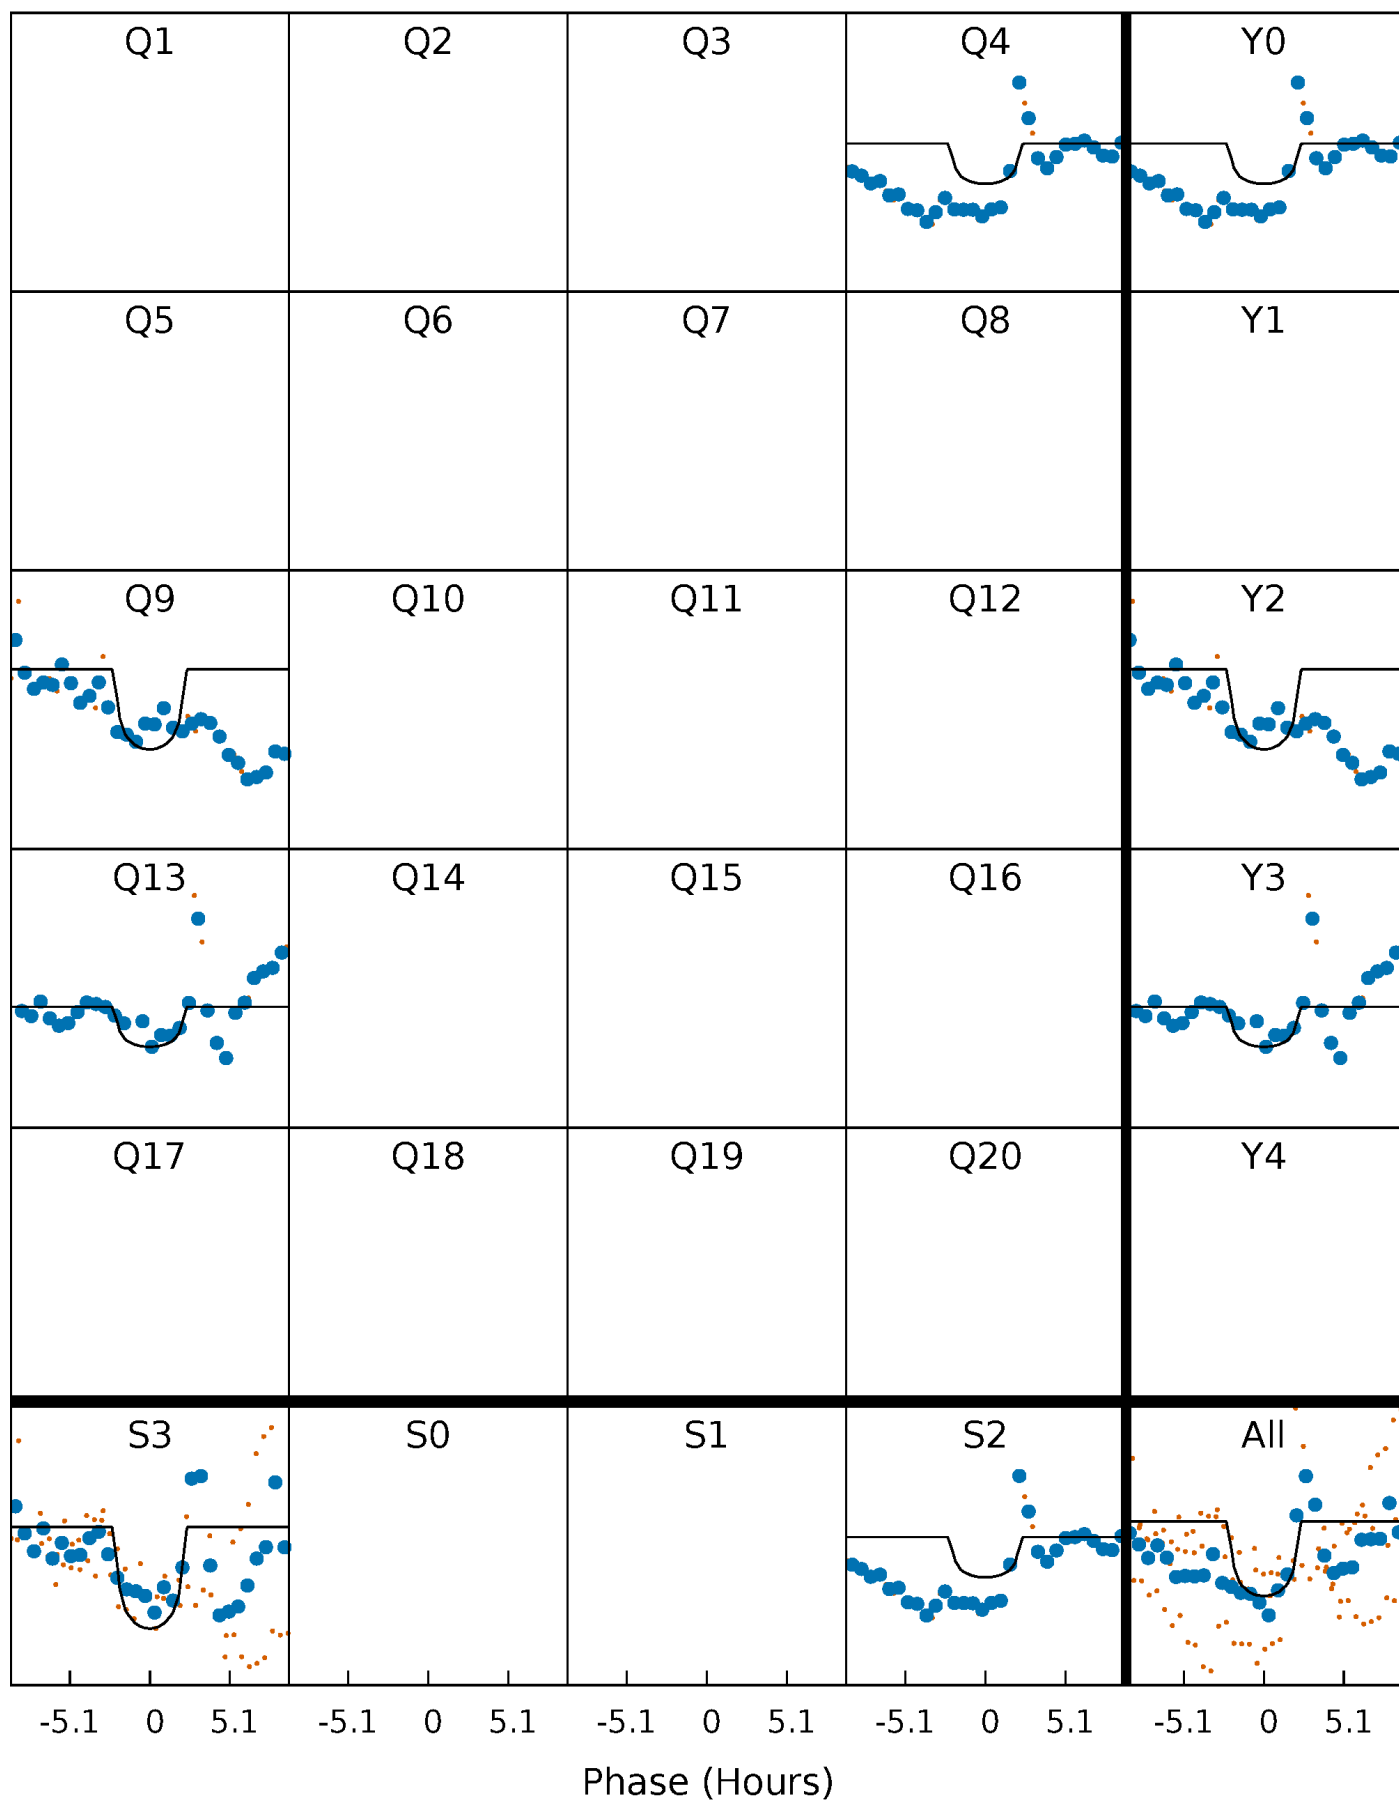 Q1 Q2 Q3 Q4 Y0
Q5 Q6 Q7 Q8 Y1
Q9 Q10 Q11 Q12 Y2
Q13 Q14 Q15 Q16 Y3
Q17 Q18 Q19 Q20 Y4
S3 S0 S1 S2 All
-5.1 0 5.1 -5.1 0 5.1 -5.1 0 5.1 -5.1 0 5.1 -5.1 0 5.1
Phase (Hours)